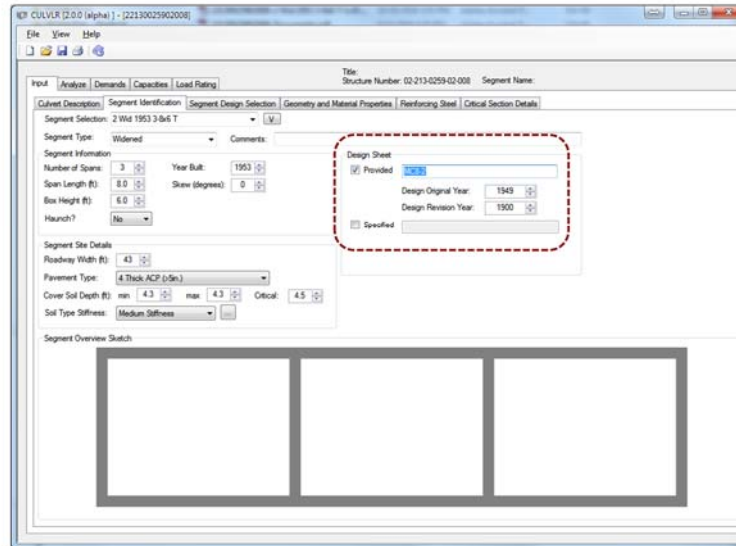 CULVLR [2.0.0 (alpha)] - [22130025902008]
File View Help
Title:
Structure Number: 02-213-0259-02-008 Segment Name:
Input Analyze Demands Capacities Load Rating
Culvert Description Segment Identification Segment Design Selection Geometry and Material Properties Reinforcing Steel Critical Section Details
Segment Selection: 2 Wid 1953 3-8x6 T V
Segment Type: Widened Comments:
Segment Information
Number of Spans: 3 Year Built: 1953
Span Length (ft): 8.0 Skew (degrees): 0
Box Height (ft): 6.0
Haunch? No
Design Sheet
Provided MC8-2
Design Original Year: 1949
Design Revision Year: 1900
Specified
Segment Site Details
Roadway Width (ft): 43
Pavement Type: 4 Thick ACP (>5in.)
Cover Soil Depth (ft): min 4.3 max 4.3 Critical: 4.5
Soil Type Stiffness: Medium Stiffness ...
Segment Overview Sketch